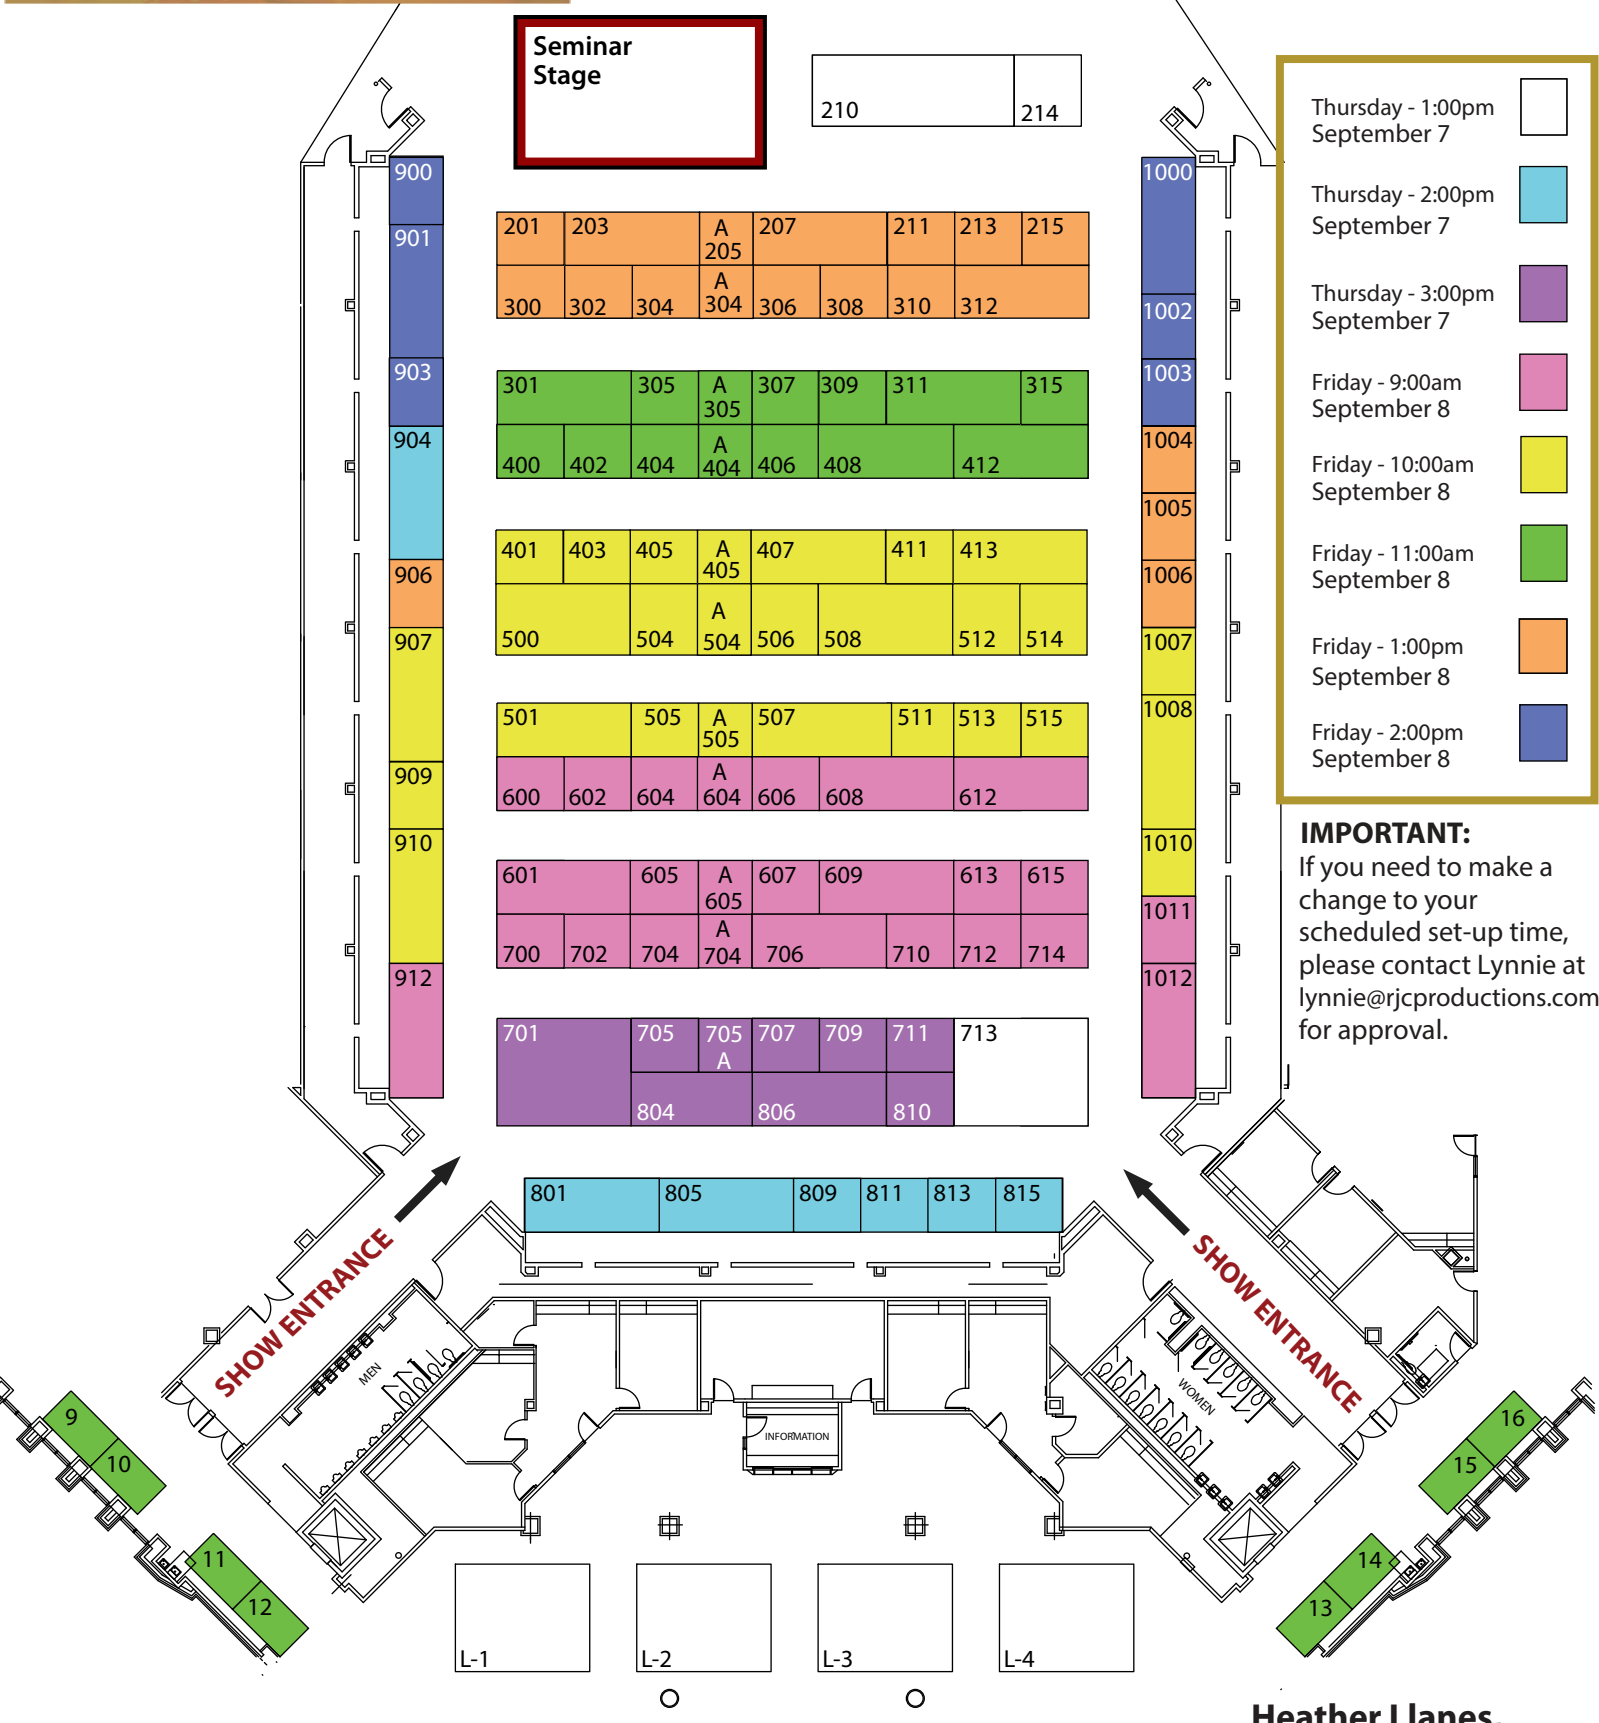 Seminar
Stage
210
214
Thursday - 1:00pm
September 7
Thursday - 2:00pm
September 7
Thursday - 3:00pm
September 7
Friday - 9:00am
September 8
Friday - 10:00am
September 8
Friday - 11:00am
September 8
Friday - 1:00pm
September 8
Friday - 2:00pm
September 8
IMPORTANT:
If you need to make a
change to your
scheduled set-up time,
please contact Lynnie at
lynnie@rjcproductions.com
for approval.
900
901
903
904
906
907
909
910
912
201 203 A 205 207 211 213 215
300 302 304 A 304 306 308 310 312
301 305 A 305 307 309 311 315
400 402 404 A 404 406 408 412
401 403 405 A 405 407 411 413
500 504 A 504 506 508 512 514
501 505 A 505 507 511 513 515
600 602 604 A 604 606 608 612
601 605 A 605 607 609 613 615
700 702 704 A 704 706 710 712 714
701 705 705 A 707 709 711 713
804 806 810
801 805 809 811 813 815
1000
1002
1003
1004
1005
1006
1007
1008
1010
1011
1012
SHOW ENTRANCE
SHOW ENTRANCE
MEN
WOMEN
INFORMATION
9
10
11
12
16
15
14
13
L-1 L-2 L-3 L-4
Heather Llanes,